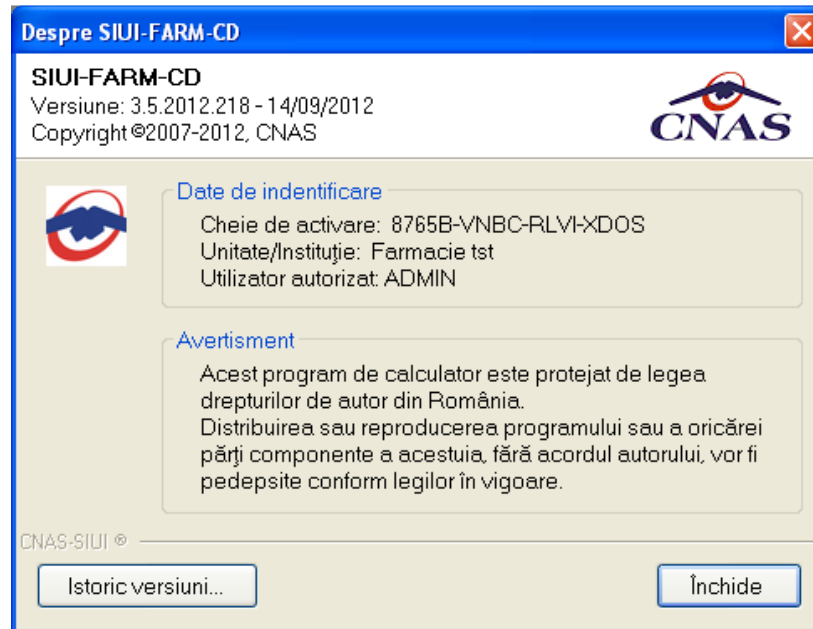 Despre SIUI-FARM-CD
SIUI-FARM-CD
Versiune: 3.5.2012.218 - 14/09/2012
Copyright ©2007-2012, CNAS
CNAS
Date de indentificare
Cheie de activare: 8765B-VNBC-RLVI-XDOS
Unitate/Instituţie: Farmacie tst
Utilizator autorizat: ADMIN
Avertisment
Acest program de calculator este protejat de legea
drepturilor de autor din România.
Distribuirea sau reproducerea programului sau a oricărei
părţi componente a acestuia, fără acordul autorului, vor fi
pedepsite conform legilor în vigoare.
CNAS-SIUI ®
Istoric versiuni...
Închide